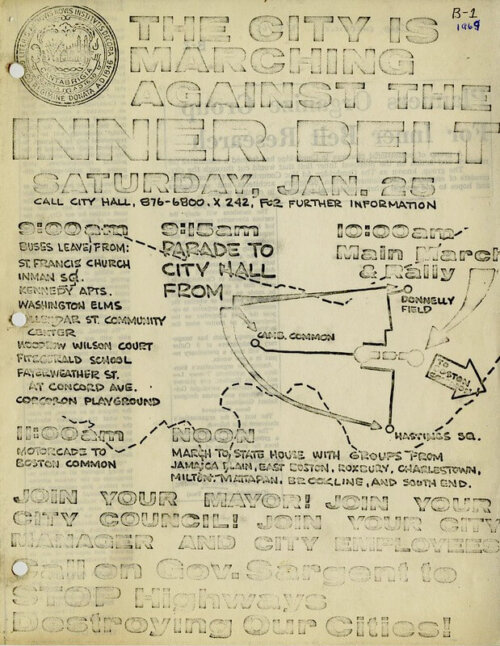 B-1
1969
THE CITY IS
MARCHING
AGAINST THE
INNER BELT
SATURDAY, JAN. 25
CALL CITY HALL, 876-6800. X 242, FOR FURTHER INFORMATION
9:00am
BUSES LEAVE FROM:
ST. FRANCIS CHURCH
INMAN SQ.
KENNEDY APTS.
WASHINGTON ELMS
ST. COMMUNITY
CENTER
WOODROW WILSON COURT
FITZGERALD SCHOOL
FAYERWEATHER ST.
AT CONCORD AVE.
CORCORAN PLAYGROUND
9:15am
PARADE TO
CITY HALL
FROM
10:00am
Main March
& Rally
DONNELLY
FIELD
CAMB. COMMON
TO BOSTON
COMMON
HASTINGS SQ.
11:00am
MOTORCADE TO
BOSTON COMMON
NOON
MARCH TO STATE HOUSE WITH GROUPS FROM
JAMAICA PLAIN, EAST BOSTON, ROXBURY, CHARLESTOWN,
MILTON, MATTAPAN, BROOKLINE, AND SOUTH END.
JOIN YOUR MAYOR! JOIN YOUR
CITY COUNCIL! JOIN YOUR CITY
MANAGER AND CITY EMPLOYEES
Call on Gov. Sargent to
STOP Highways
Destroying Our Cities!